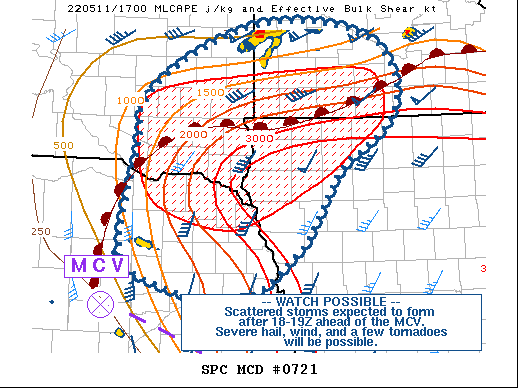 220511/1700 MLCAPE j/kg and Effective Bulk Shear kt
1000
1500
2000
3000
500
250
MCV
3
-- WATCH POSSIBLE --
Scattered storms expected to form
after 18-19Z ahead of the MCV.
Severe hail, wind, and a few tornadoes
will be possible.
SPC MCD #0721